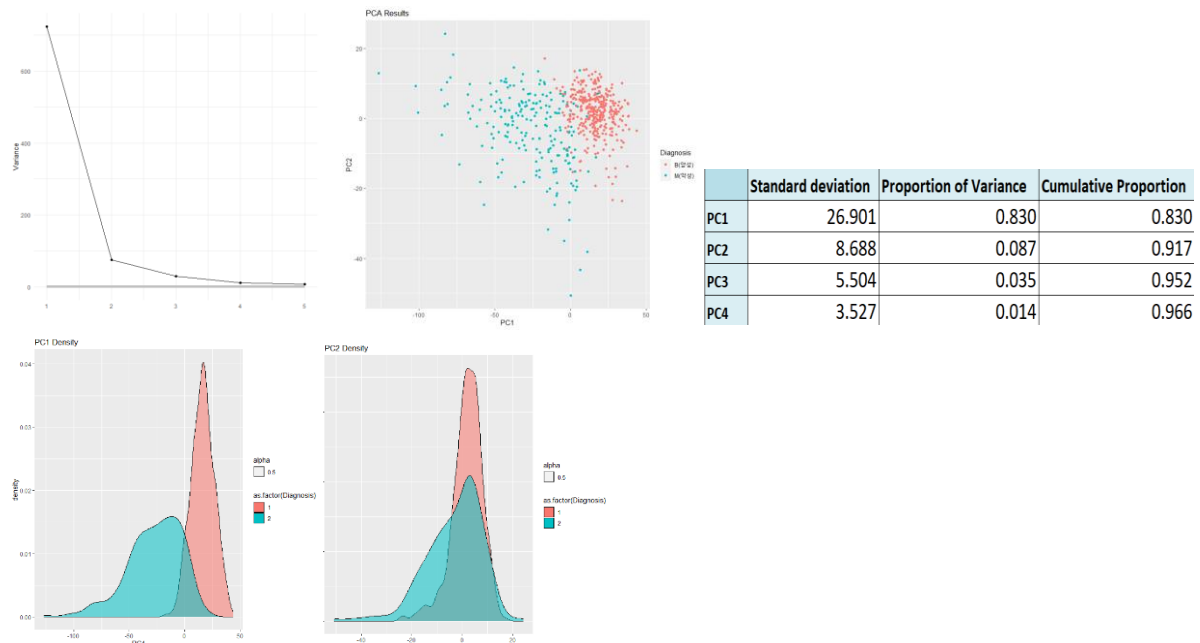 Variance
600
400
200
0
1 2 3 4 5
PCA Results
PC2
20
0
-20
-40
-100 -50 0 50
PC1
Diagnosis
B(양성)
M(악성)
Standard deviation Proportion of Variance Cumulative Proportion
PC1 26.901 0.830 0.830
PC2 8.688 0.087 0.917
PC3 5.504 0.035 0.952
PC4 3.527 0.014 0.966
PC1 Density
density
0.04
0.03
0.02
0.01
0.00
-100 -50 0 50
PC1
alpha
0.5
as.factor(Diagnosis)
1
2
PC2 Density
-40 -20 0 20
alpha
0.5
as.factor(Diagnosis)
1
2